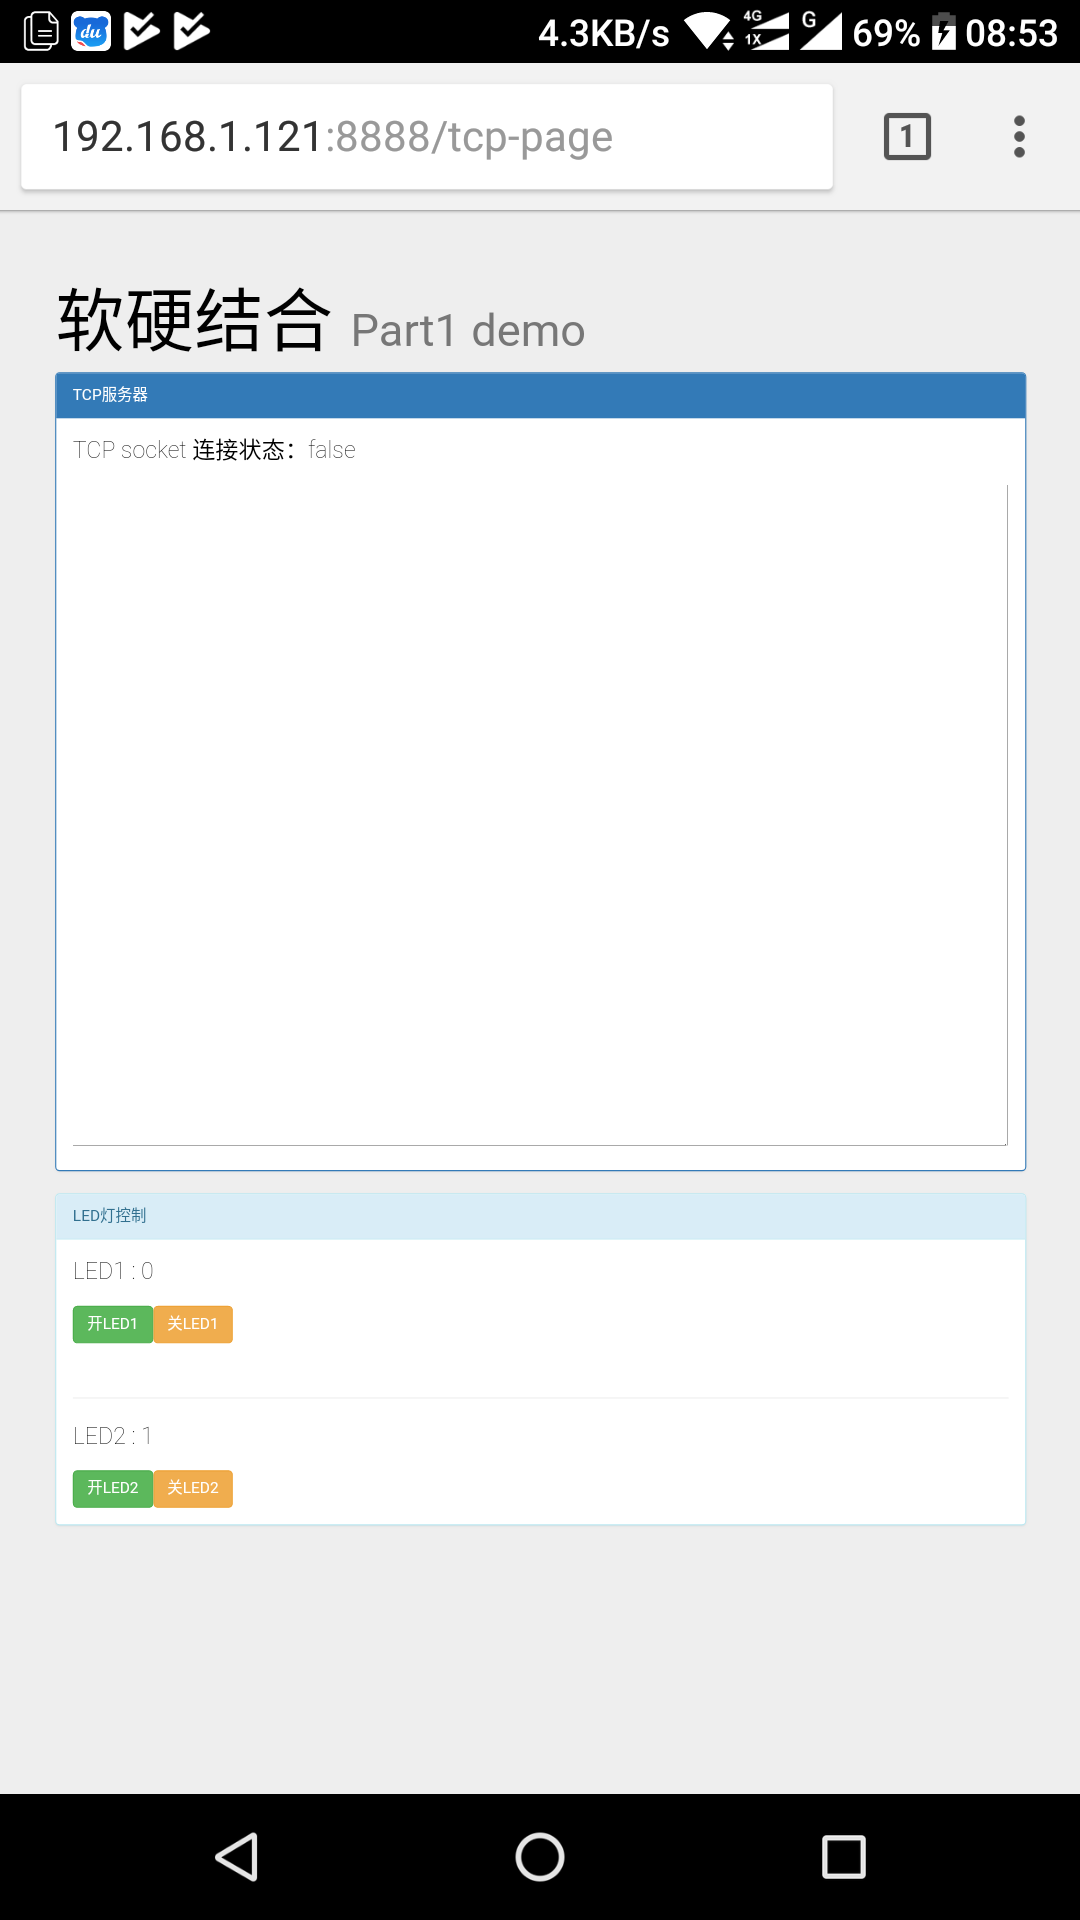 4.3KB/s 4G 1X G 69% 08:53
192.168.1.121:8888/tcp-page 1
软硬结合 Part1 demo
TCP服务器
TCP socket 连接状态：false
LED灯控制
LED1 : 0
开LED1 关LED1
LED2 : 1
开LED2 关LED2